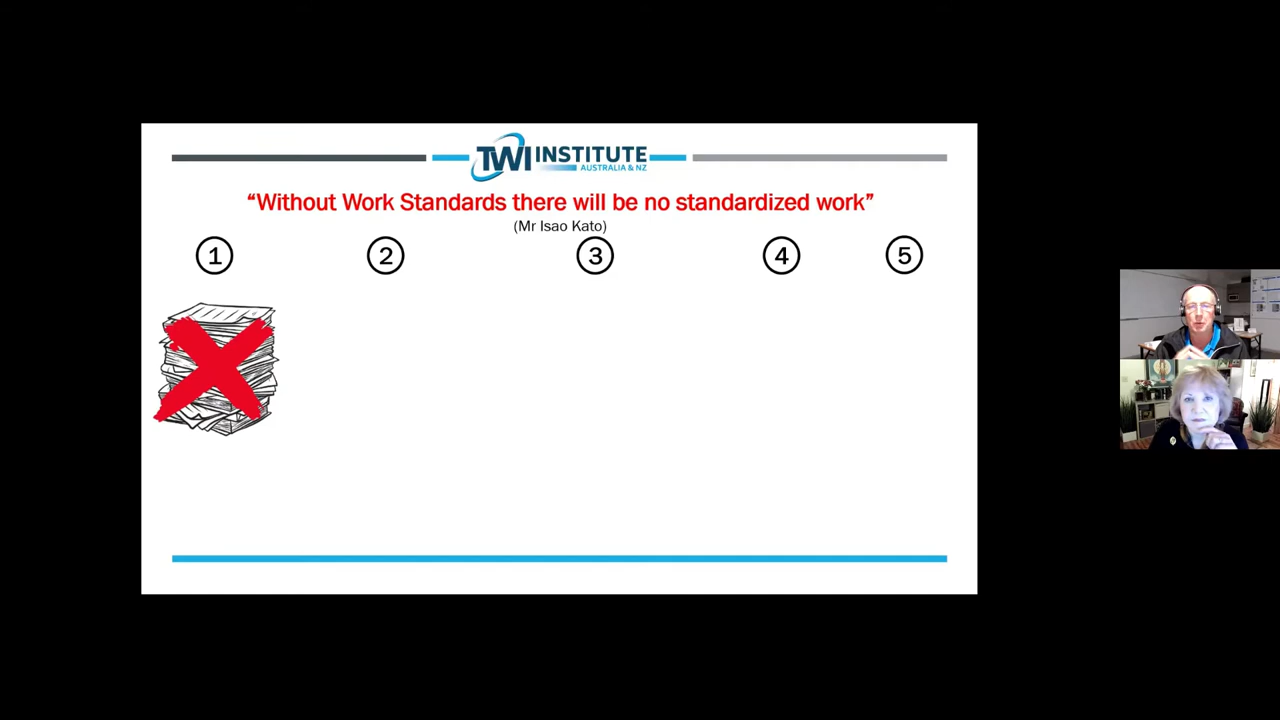 TWI INSTITUTE
AUSTRALIA & NZ
“Without Work Standards there will be no standardized work”
(Mr Isao Kato)
1 2 3 4 5